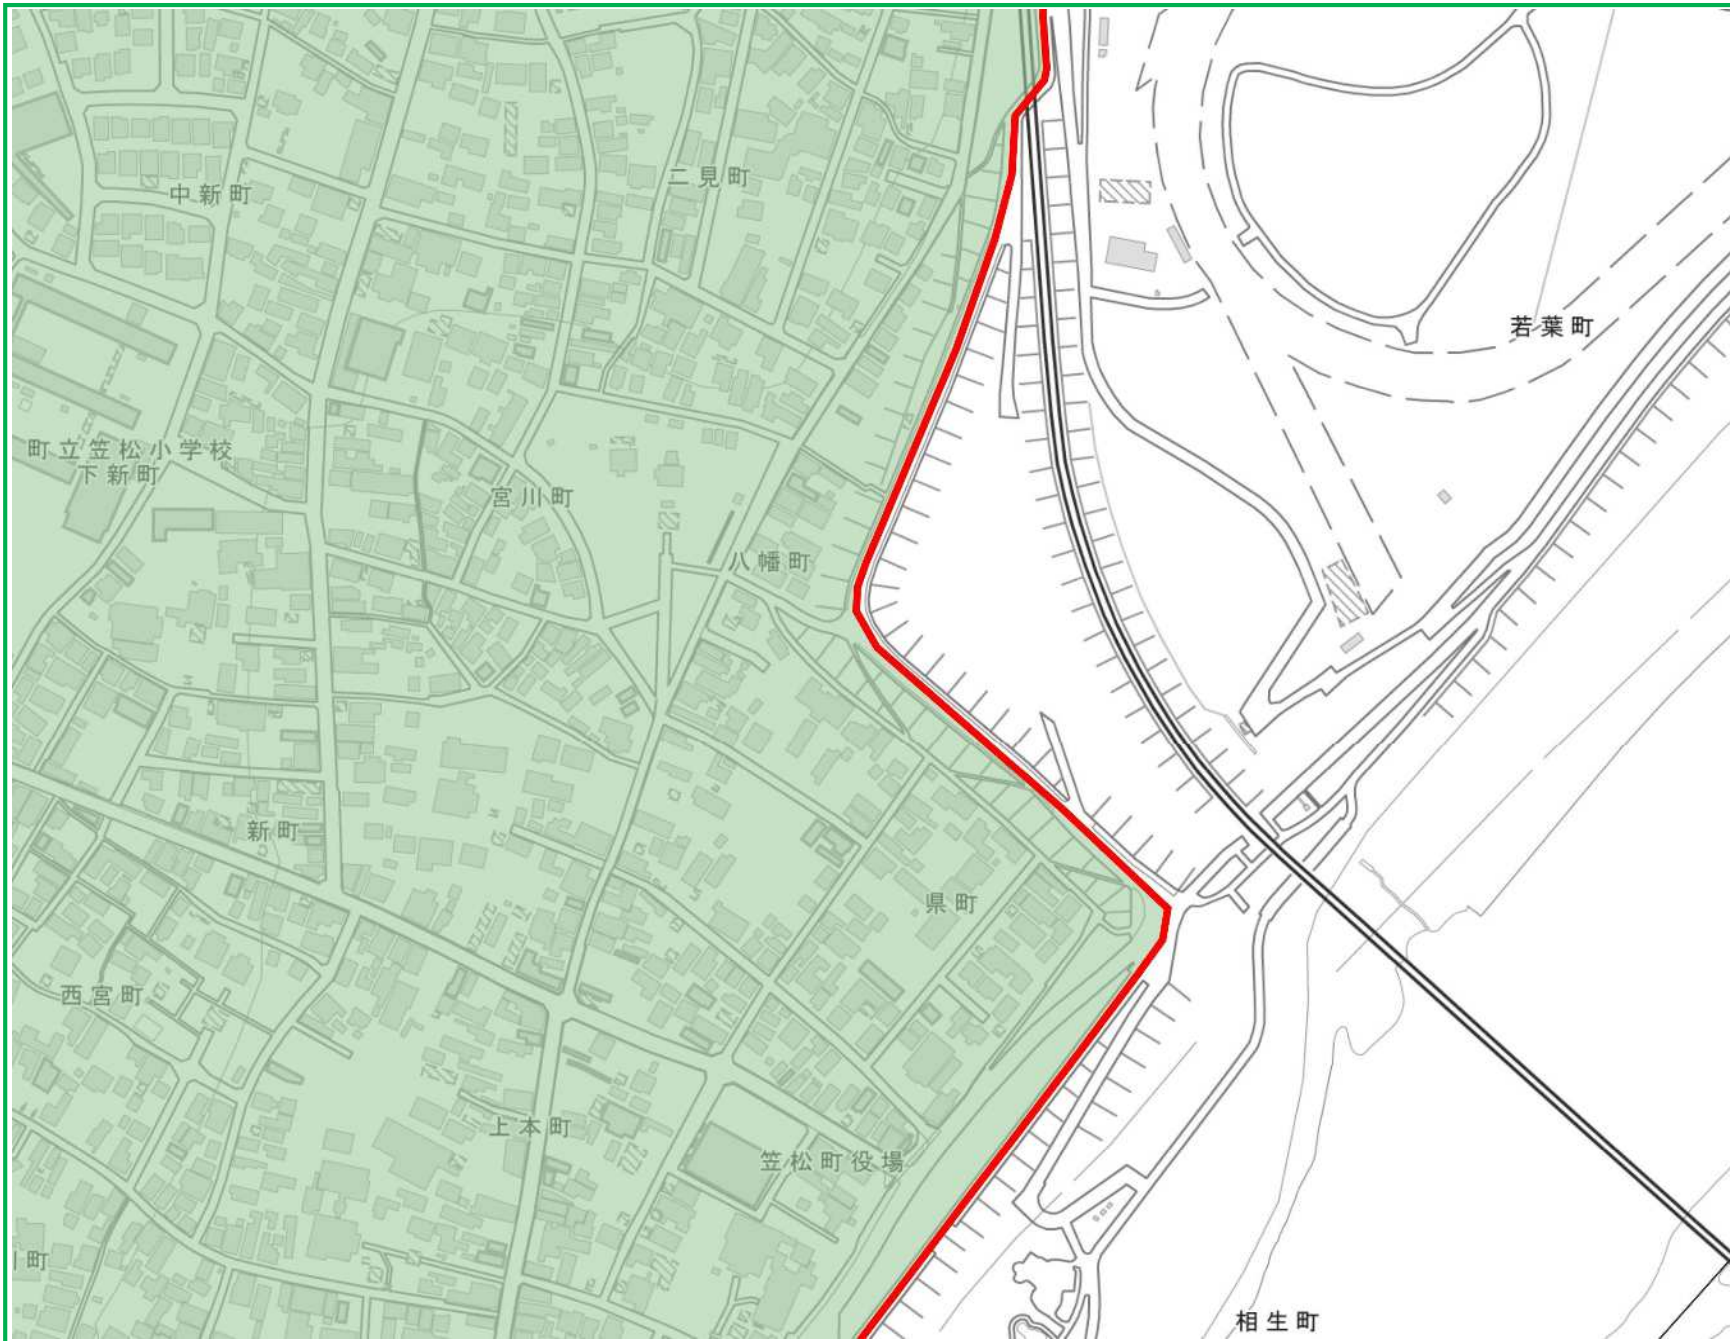 二見町
中新町
若葉町
町立笠松小学校
下新町
宮川町
八幡町
新町
県町
西宮町
上本町
笠松町役場
町
相生町